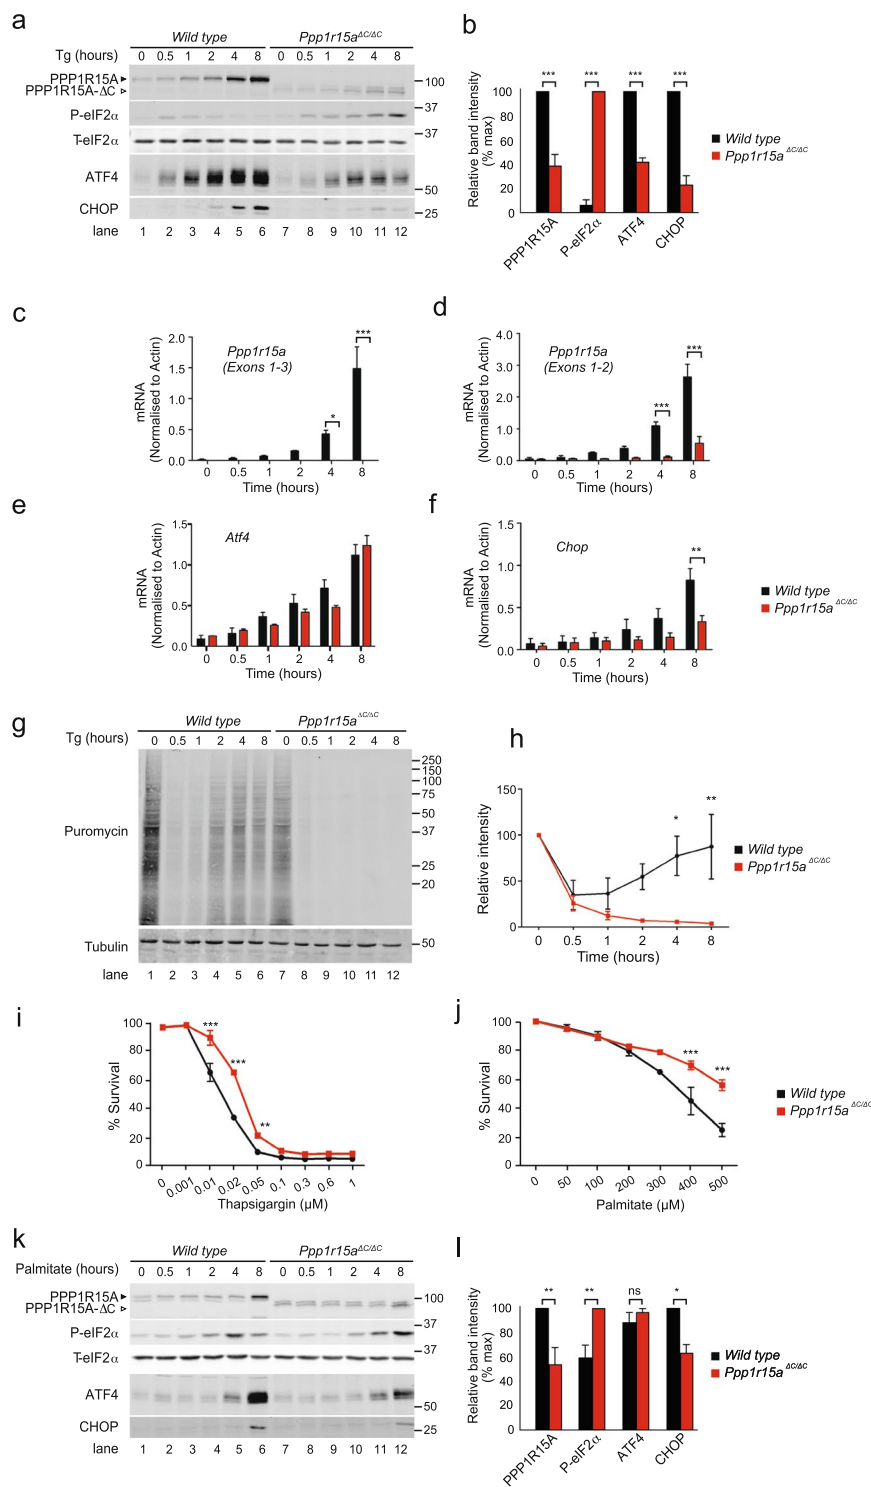 a
Wild type Ppp1r15a ΔC/ΔC
Tg (hours) 0 0.5 1 2 4 8 0 0.5 1 2 4 8
PPP1R15A
PPP1R15A-ΔC
100
P-eIF2α
37
T-eIF2α
37
ATF4
50
CHOP
25
lane 1 2 3 4 5 6 7 8 9 10 11 12
b
Relative band intensity
(% max)
100
80
60
40
20
0
*** *** *** ***
PPP1R15A P-eIF2α ATF4 CHOP
Wild type
Ppp1r15a ΔC/ΔC
c
mRNA
(Normalised to Actin)
2.0
1.5
1.0
0.5
0.0
Ppp1r15a
(Exons 1-3)
* ***
0 0.5 1 2 4 8
Time (hours)
d
mRNA
(Normalised to Actin)
4.0
3.0
2.0
1.0
0.0
Ppp1r15a
(Exons 1-2)
*** ***
0 0.5 1 2 4 8
Time (hours)
e
mRNA
(Normalised to Actin)
1.5
1.0
0.5
0.0
Atf4
0 0.5 1 2 4 8
Time (hours)
f
mRNA
(Normalised to Actin)
1.5
1.0
0.5
0.0
Chop
**
0 0.5 1 2 4 8
Time (hours)
Wild type
Ppp1r15a ΔC/ΔC
g
Wild type Ppp1r15a ΔC/ΔC
Tg (hours) 0 0.5 1 2 4 8 0 0.5 1 2 4 8
250
150
100
75
50
Puromycin
37
25
20
Tubulin
50
lane 1 2 3 4 5 6 7 8 9 10 11 12
h
Relative intensity
150
100
50
0
* **
0 0.5 1 2 4 8
Time (hours)
Wild type
Ppp1r15a ΔC/ΔC
i
% Survival
100
80
60
40
20
0
*** *** **
0 0.001 0.01 0.02 0.05 0.1 0.3 0.6 1
Thapsigargin (μM)
j
% Survival
100
80
60
40
20
0
*** ***
0 50 100 200 300 400 500
Palmitate (μM)
Wild type
Ppp1r15a ΔC/ΔC
k
Wild type Ppp1r15a ΔC/ΔC
Palmitate (hours) 0 0.5 1 2 4 8 0 0.5 1 2 4 8
PPP1R15A
PPP1R15A-ΔC
100
P-eIF2α
37
T-eIF2α
37
ATF4
50
CHOP
25
lane 1 2 3 4 5 6 7 8 9 10 11 12
l
Relative band intensity
(% max)
100
80
60
40
20
0
** ** ns *
PPP1R15A P-eIF2α ATF4 CHOP
Wild type
Ppp1r15a ΔC/ΔC